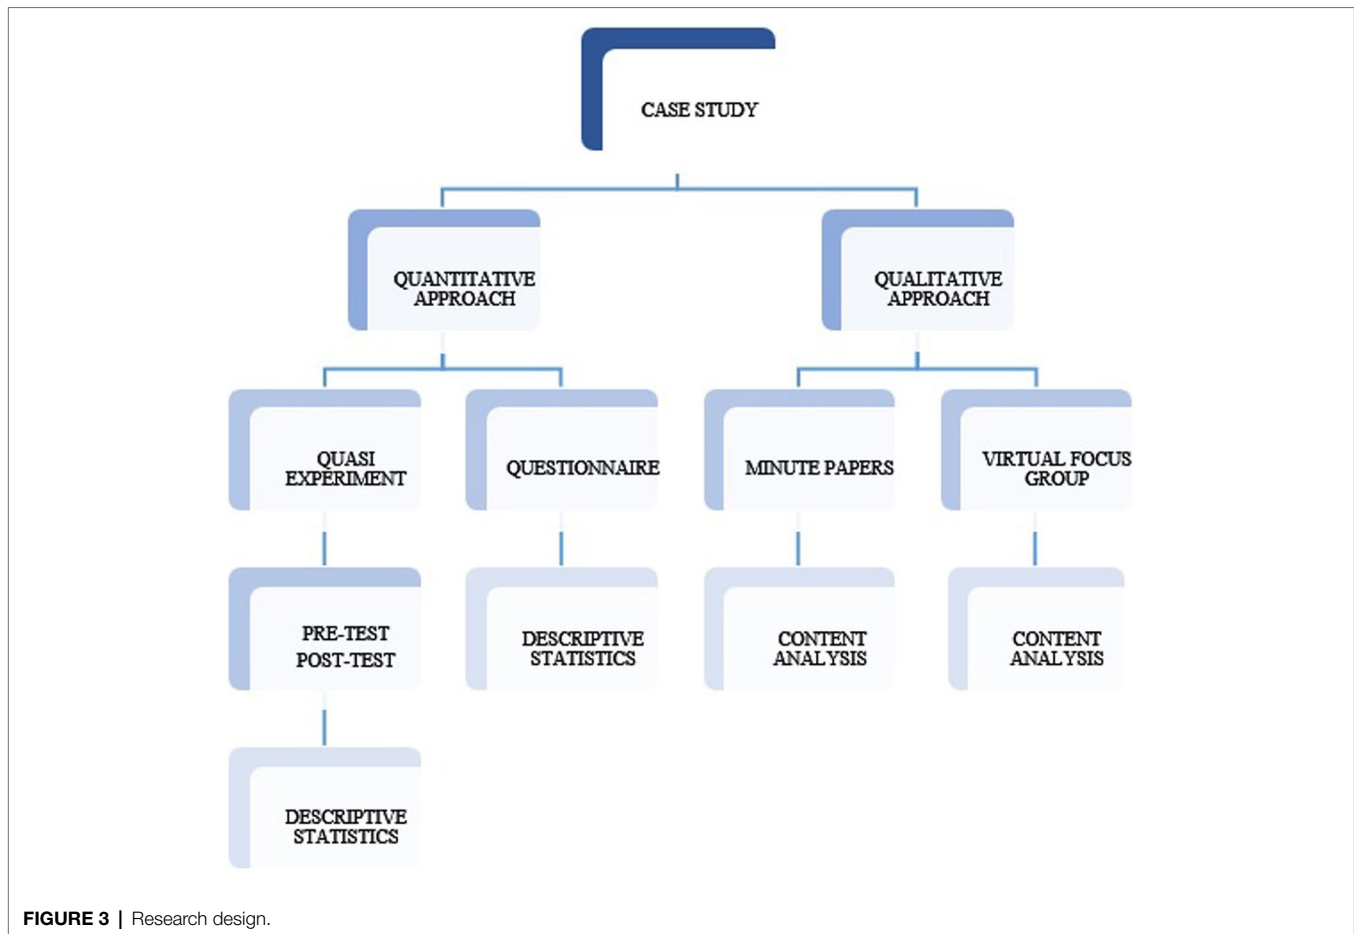 CASE STUDY
QUANTITATIVE
APPROACH
QUALITATIVE
APPROACH
QUASI
EXPERIMENT
QUESTIONNAIRE
MINUTE PAPERS
VIRTUAL FOCUS
GROUP
PRE-TEST
POST-TEST
DESCRIPTIVE
STATISTICS
CONTENT
ANALYSIS
CONTENT
ANALYSIS
DESCRIPTIVE
STATISTICS
FIGURE 3 | Research design.